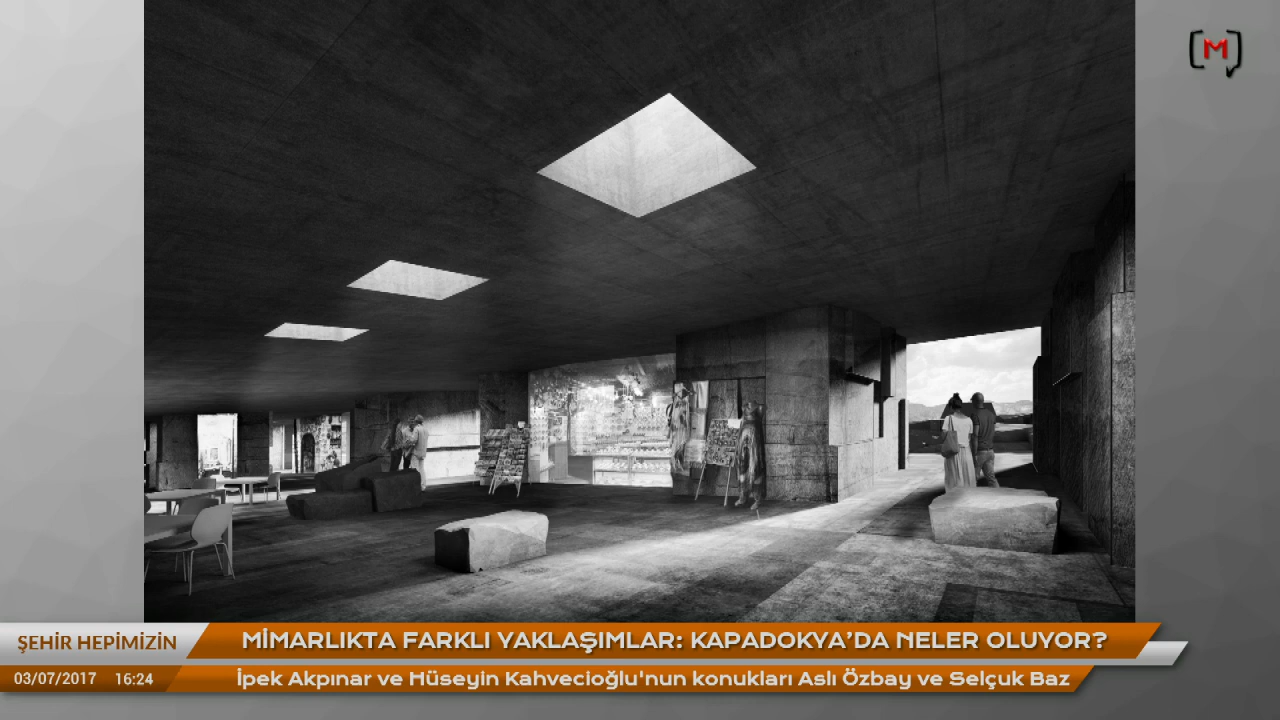 [M]
ŞEHİR HEPİMİZİN
MİMARLIKTA FARKLI YAKLAŞIMLAR: KAPADOKYA'DA NELER OLUYOR?
03/07/2017 16:24
İpek Akpınar ve Hüseyin Kahvecioğlu'nun konukları Aslı Özbay ve Selçuk Baz